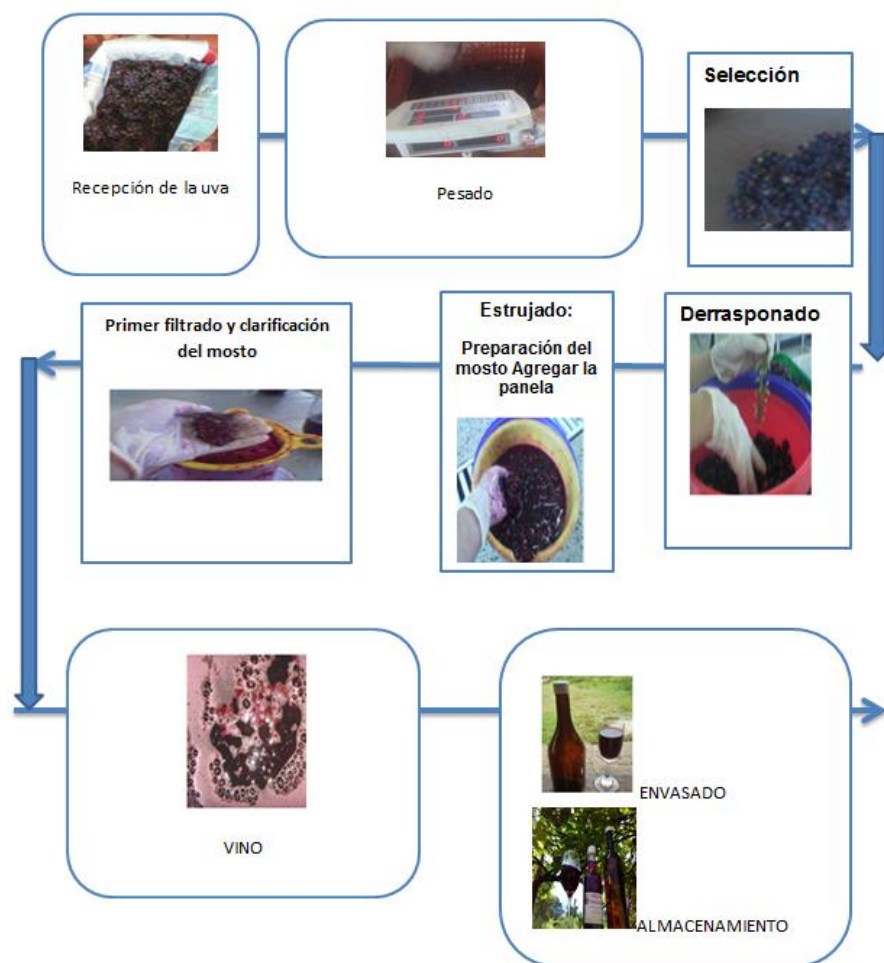 Recepción de la uva
Pesado
Selección
Primer filtrado y clarificación
del mosto
Estrujado:
Preparación del
mosto Agregar la
panela
Derrasponado
VINO
ENVASADO
ALMACENAMIENTO